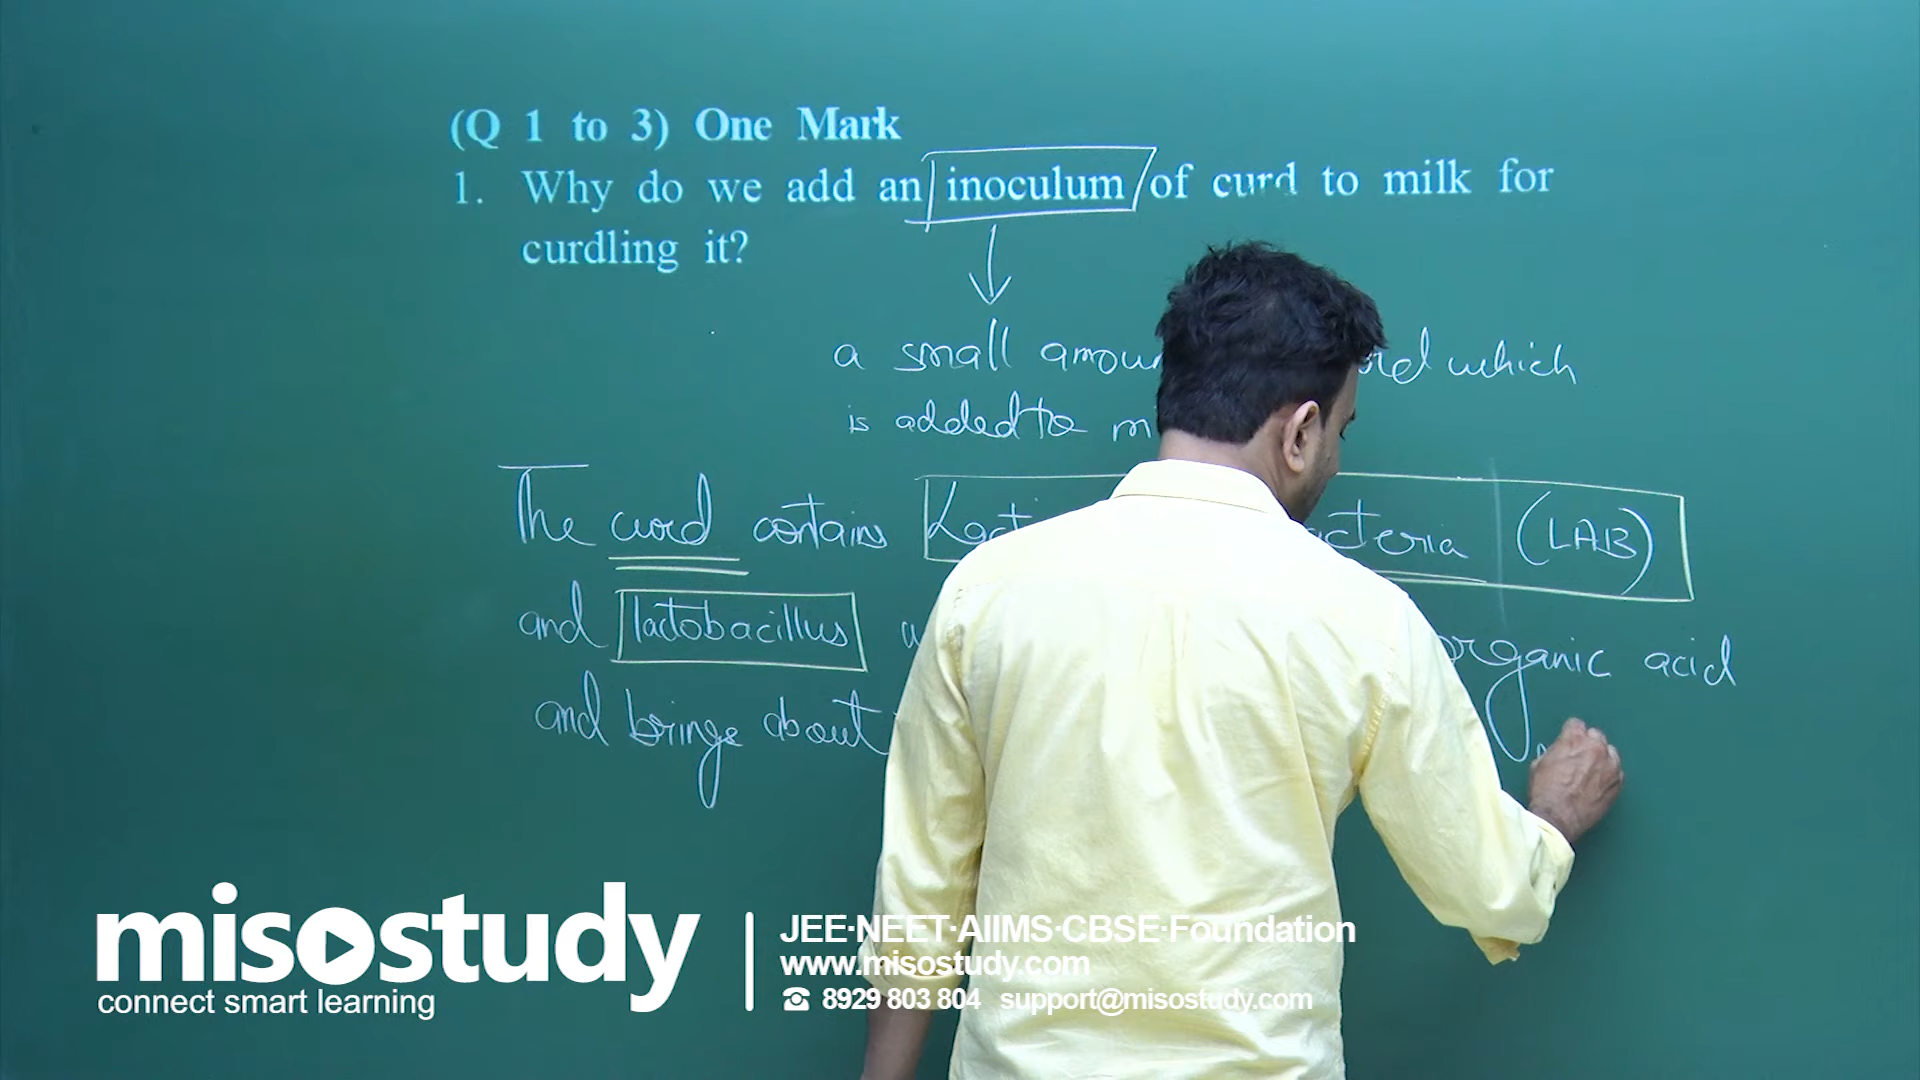 (Q 1 to 3) One Mark
1. Why do we add an inoculum of curd to milk for
curdling it?
a small which
is added to
The curd contains (LAB)
and lactobacillus organic acid
and brings about
misostudy
connect smart learning
JEE·NEET·AIIMS·CBSE·Foundation
www.misostudy.com
8929 803 804 support@misostudy.com